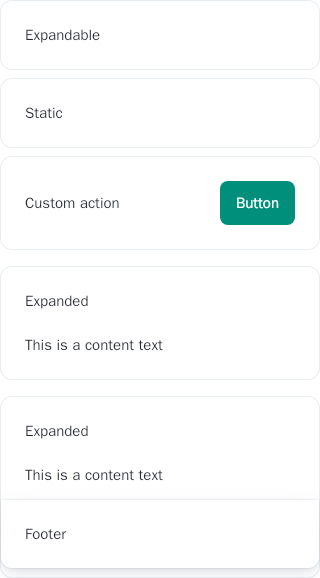 Expandable
Static
Custom action
Button
Expanded
This is a content text
Expanded
This is a content text
Footer